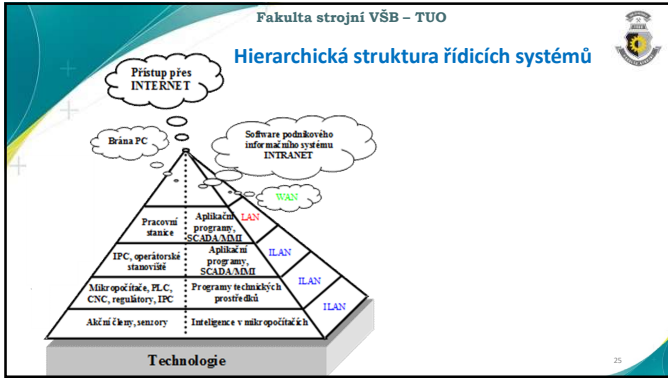 Fakulta strojní VŠB – TUO
Hierarchická struktura řídicích systémů
Přístup přes
INTERNET
Brána PC
Software podnikového
informačního systému
INTRANET
WAN
Pracovní
stanice
Aplikační
programy,
SCADA/MMI
LAN
IPC, operátorské
stanoviště
Aplikační
programy,
SCADA/MMI
ILAN
Mikropočítače, PLC,
CNC, regulátory, IPC
Programy technických
prostředků
ILAN
Akční členy, senzory
Inteligence v mikropočítačích
ILAN
Technologie
25